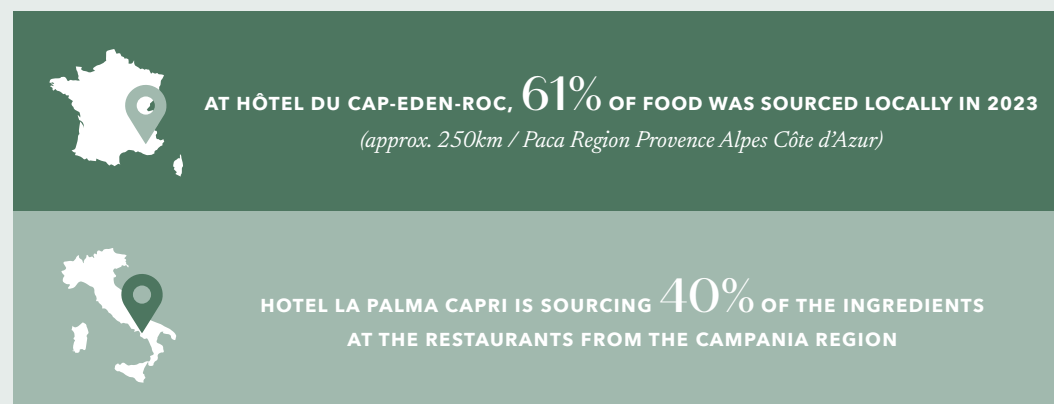 AT HÔTEL DU CAP-EDEN-ROC, 61% OF FOOD WAS SOURCED LOCALLY IN 2023
(approx. 250km / Paca Region Provence Alpes Côte d'Azur)
HOTEL LA PALMA CAPRI IS SOURCING 40% OF THE INGREDIENTS
AT THE RESTAURANTS FROM THE CAMPANIA REGION